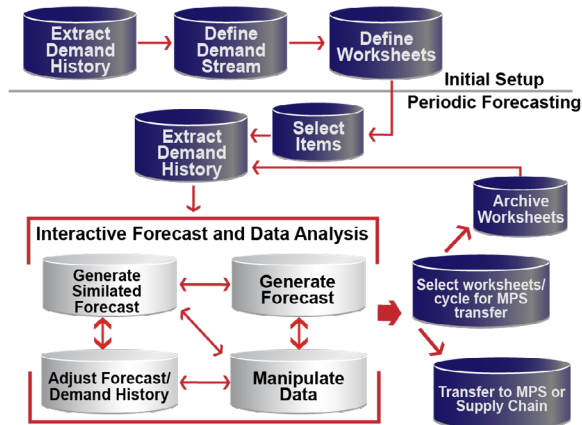 Extract
Demand
History
Define
Demand
Stream
Define
Worksheets
Initial Setup
Periodic Forecasting
Select
Items
Extract
Demand
History
Archive
Worksheets
Interactive Forecast and Data Analysis
Generate
Similated
Forecast
Generate
Forecast
Select worksheets/
cycle for MPS
transfer
Adjust Forecast/
Demand History
Manipulate
Data
Transfer to MPS or
Supply Chain